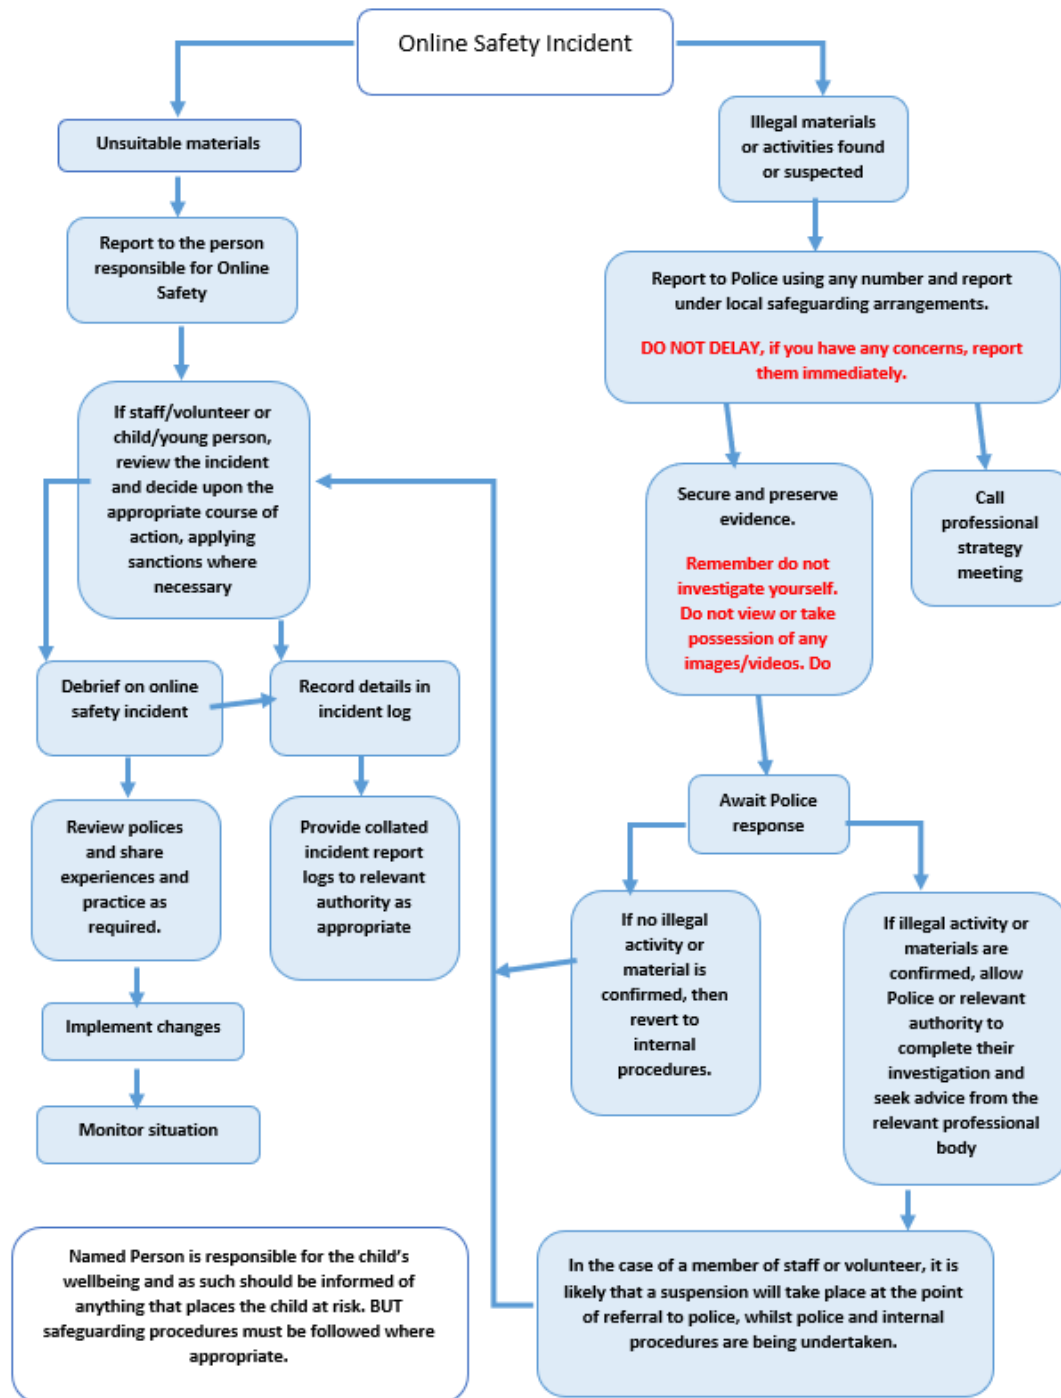 Online Safety Incident
Unsuitable materials
Report to the person
responsible for Online
Safety
If staff/volunteer or
child/young person,
review the incident
and decide upon the
appropriate course of
action, applying
sanctions where
necessary
Debrief on online
safety incident
Record details in
incident log
Review polices
and share
experiences and
practice as
required.
Provide collated
incident report
logs to relevant
authority as
appropriate
Implement changes
Monitor situation
Named Person is responsible for the child's
wellbeing and as such should be informed of
anything that places the child at risk. BUT
safeguarding procedures must be followed where
appropriate.
Illegal materials
or activities found
or suspected
Report to Police using any number and report
under local safeguarding arrangements.
DO NOT DELAY, if you have any concerns, report
them immediately.
Secure and preserve
evidence.
Remember do not
investigate yourself.
Do not view or take
possession of any
images/videos. Do
Call
professional
strategy
meeting
Await Police
response
If no illegal
activity or
material is
confirmed, then
revert to
internal
procedures.
If illegal activity or
materials are
confirmed, allow
Police or relevant
authority to
complete their
investigation and
seek advice from the
relevant professional
body
In the case of a member of staff or volunteer, it is
likely that a suspension will take place at the point
of referral to police, whilst police and internal
procedures are being undertaken.